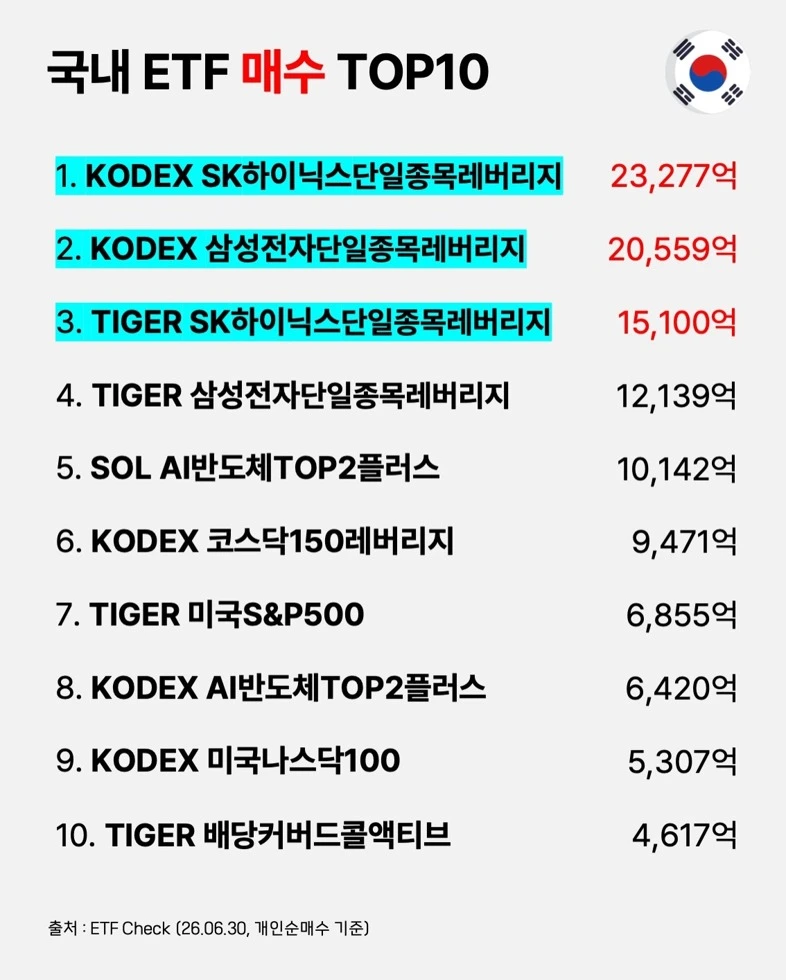 국내 ETF 매수 TOP10
1. KODEX SK하이닉스단일종목레버리지 23,277억
2. KODEX 삼성전자단일종목레버리지 20,559억
3. TIGER SK하이닉스단일종목레버리지 15,100억
4. TIGER 삼성전자단일종목레버리지 12,139억
5. SOL AI반도체TOP2플러스 10,142억
6. KODEX 코스닥150레버리지 9,471억
7. TIGER 미국S&P500 6,855억
8. KODEX AI반도체TOP2플러스 6,420억
9. KODEX 미국나스닥100 5,307억
10. TIGER 배당커버드콜액티브 4,617억
출처 : ETF Check (26.06.30, 개인순매수 기준)